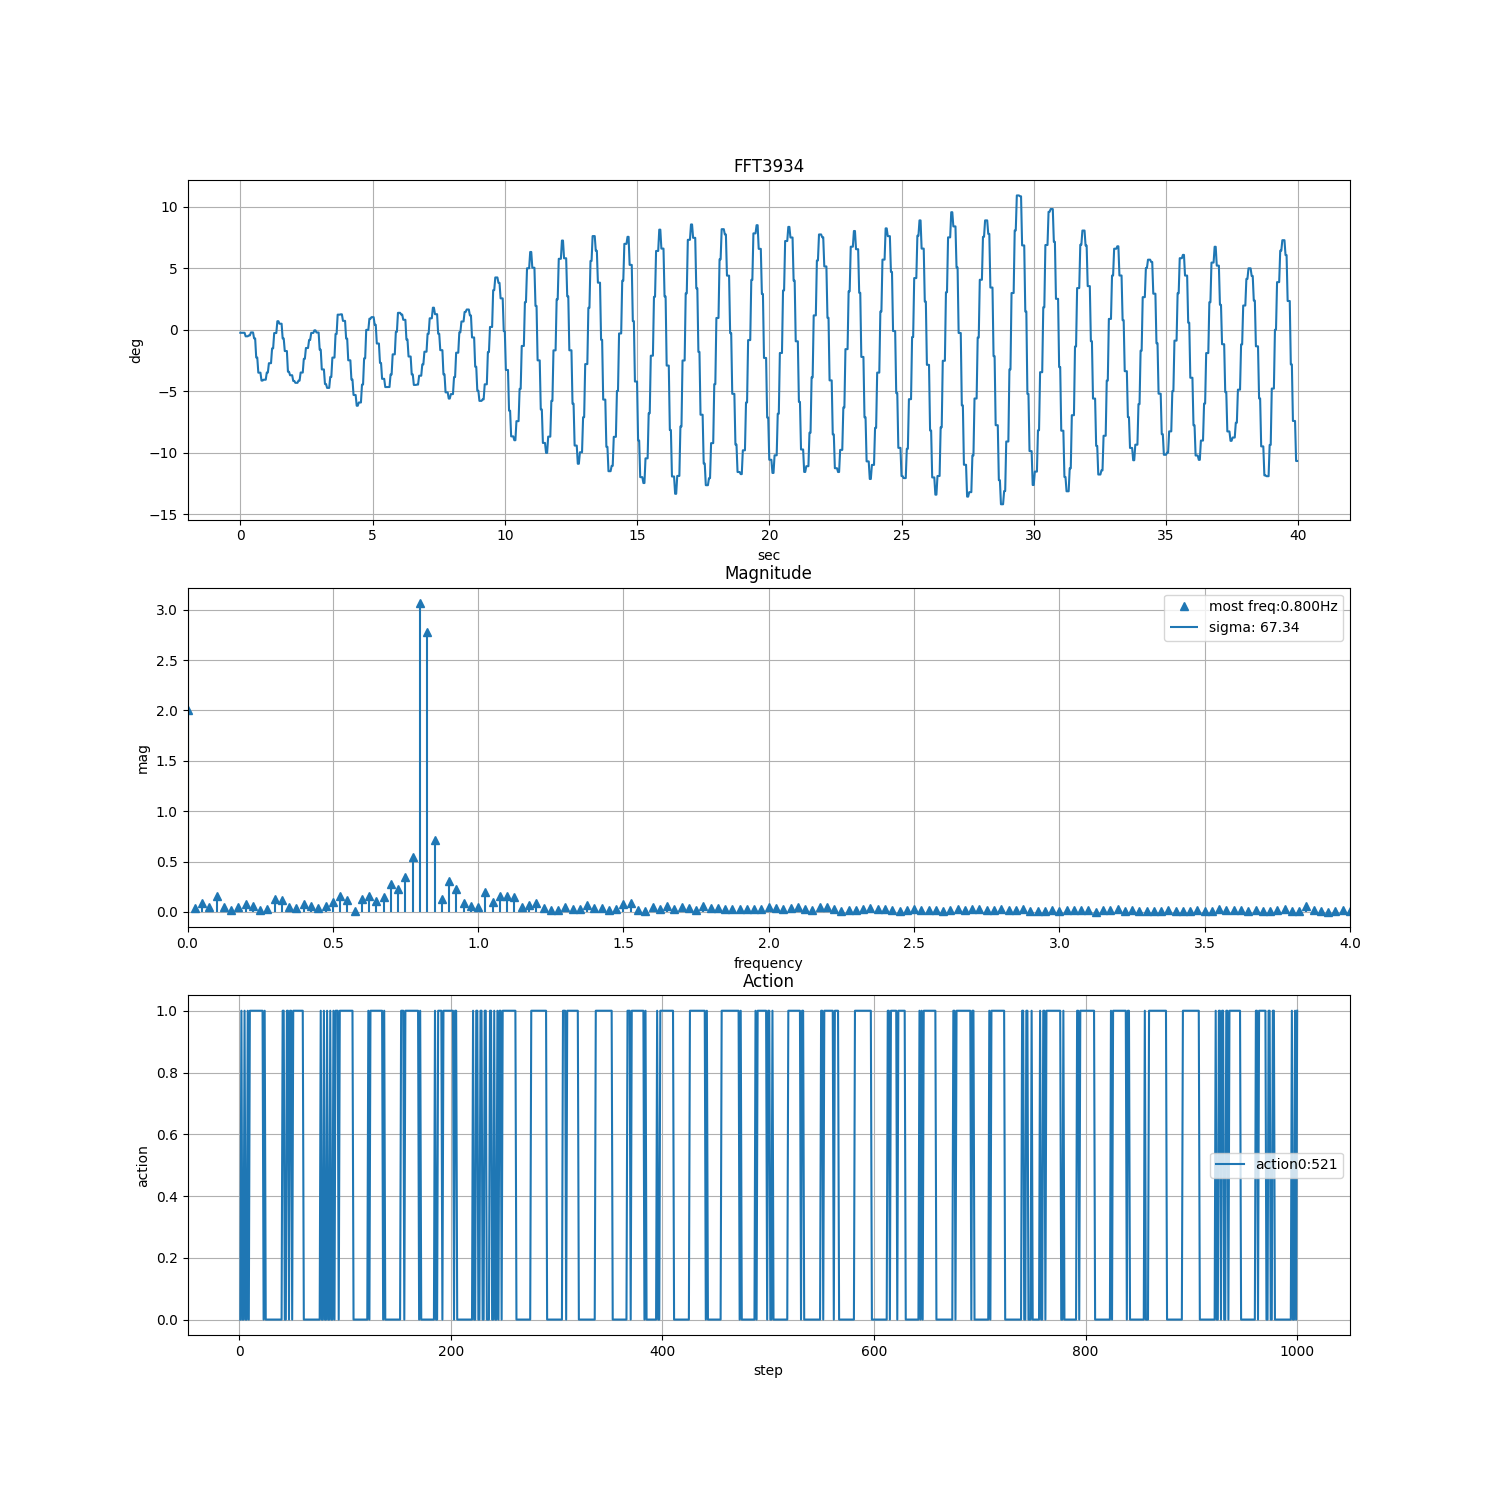 FFT3934
10
5
0
−5
−10
−15
deg
0 5 10 15 20 25 30 35 40
sec
Magnitude
3.0
2.5
2.0
1.5
1.0
0.5
0.0
mag
most freq:0.800Hz
sigma: 67.34
0.0 0.5 1.0 1.5 2.0 2.5 3.0 3.5 4.0
frequency
Action
1.0
0.8
0.6
0.4
0.2
0.0
action
action0:521
0 200 400 600 800 1000
step